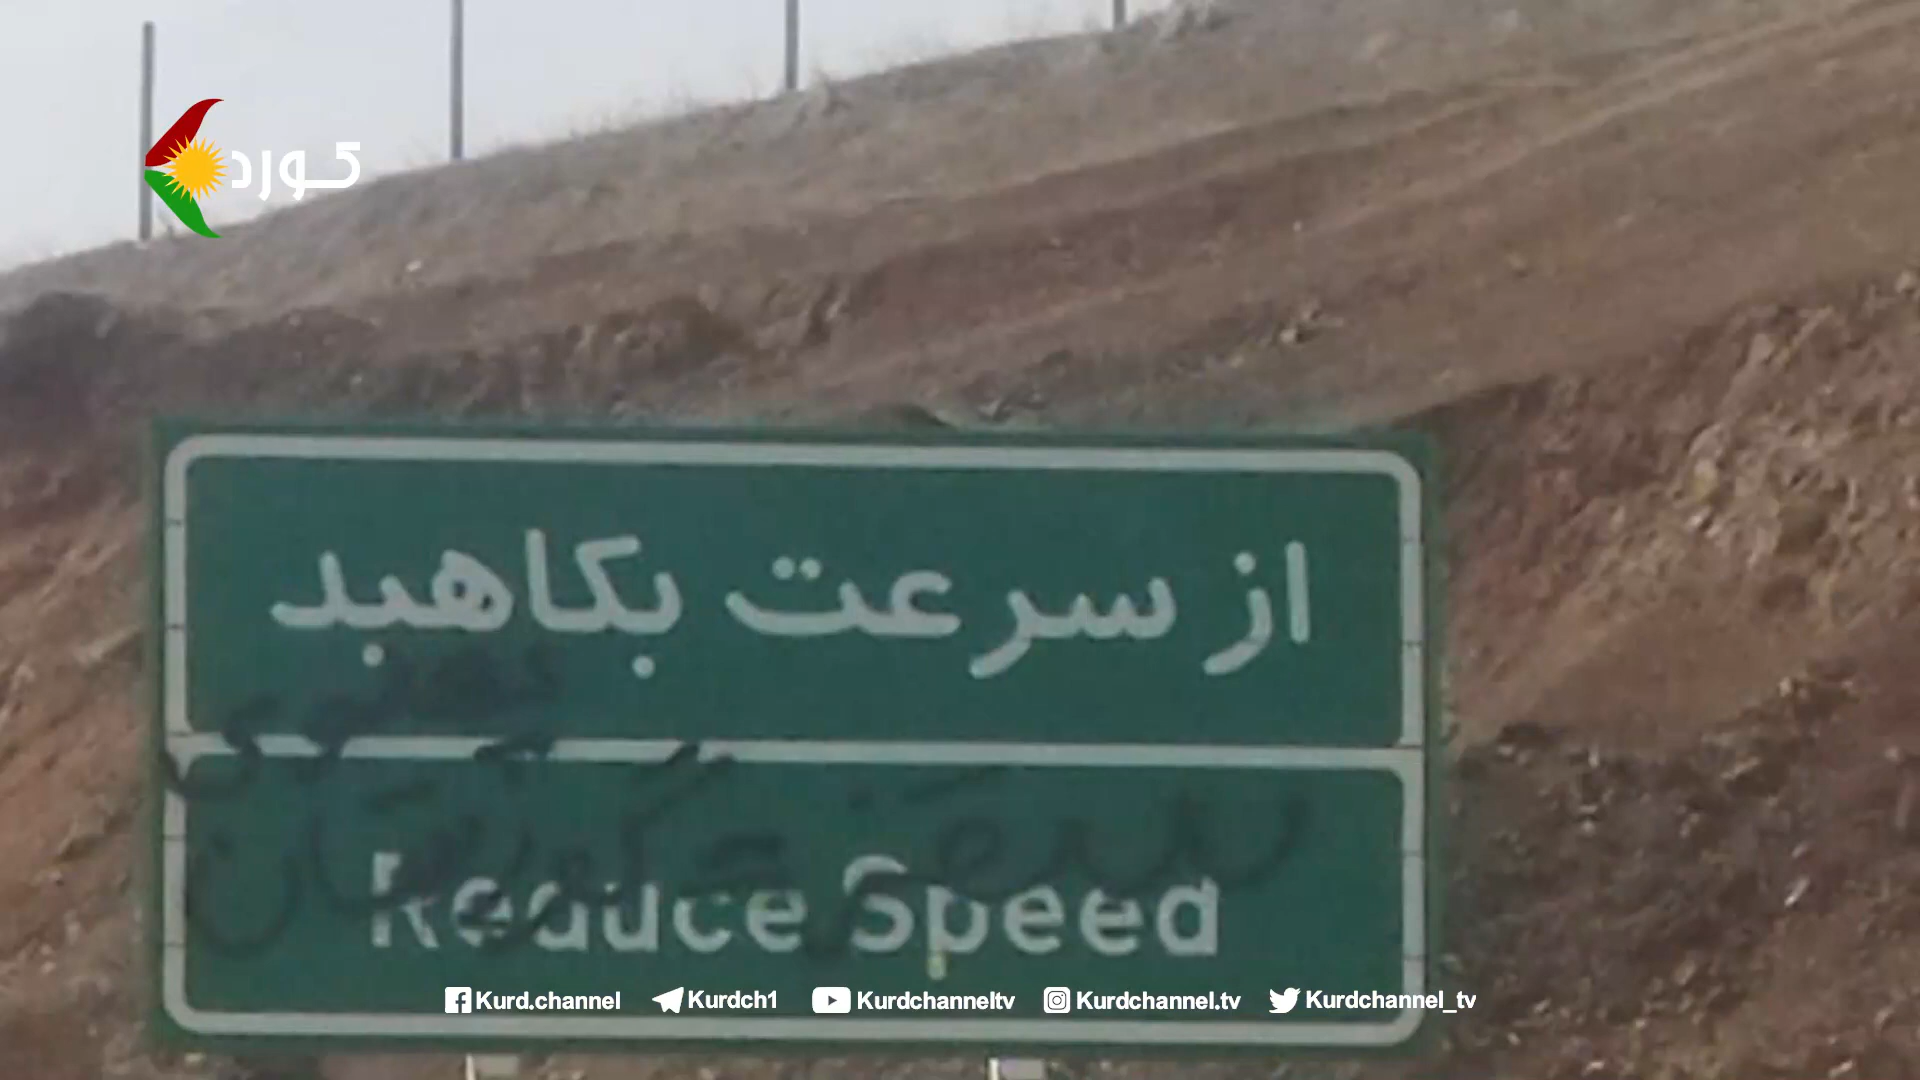 کورد
از سرعت بکاهید
Reduce Speed
Kurd.channel Kurdch1 Kurdchanneltv Kurdchannel.tv Kurdchannel_tv